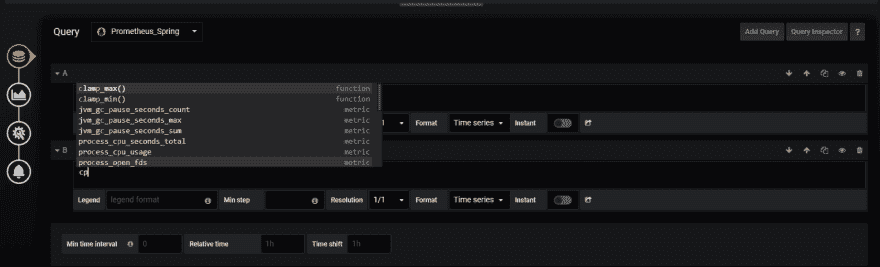 Query Prometheus_Spring Add Query Query Inspector ?
A
clamp_max() function
clamp_min() function
jvm_gc_pause_seconds_count metric
jvm_gc_pause_seconds_max metric
jvm_gc_pause_seconds_sum metric
/1 Format Time series Instant
process_cpu_seconds_total metric
process_cpu_usage metric
B process_open_fds metric
cp
Legend legend format Min step Resolution 1/1 Format Time series Instant
Min time interval 0 Relative time 1h Time shift 1h